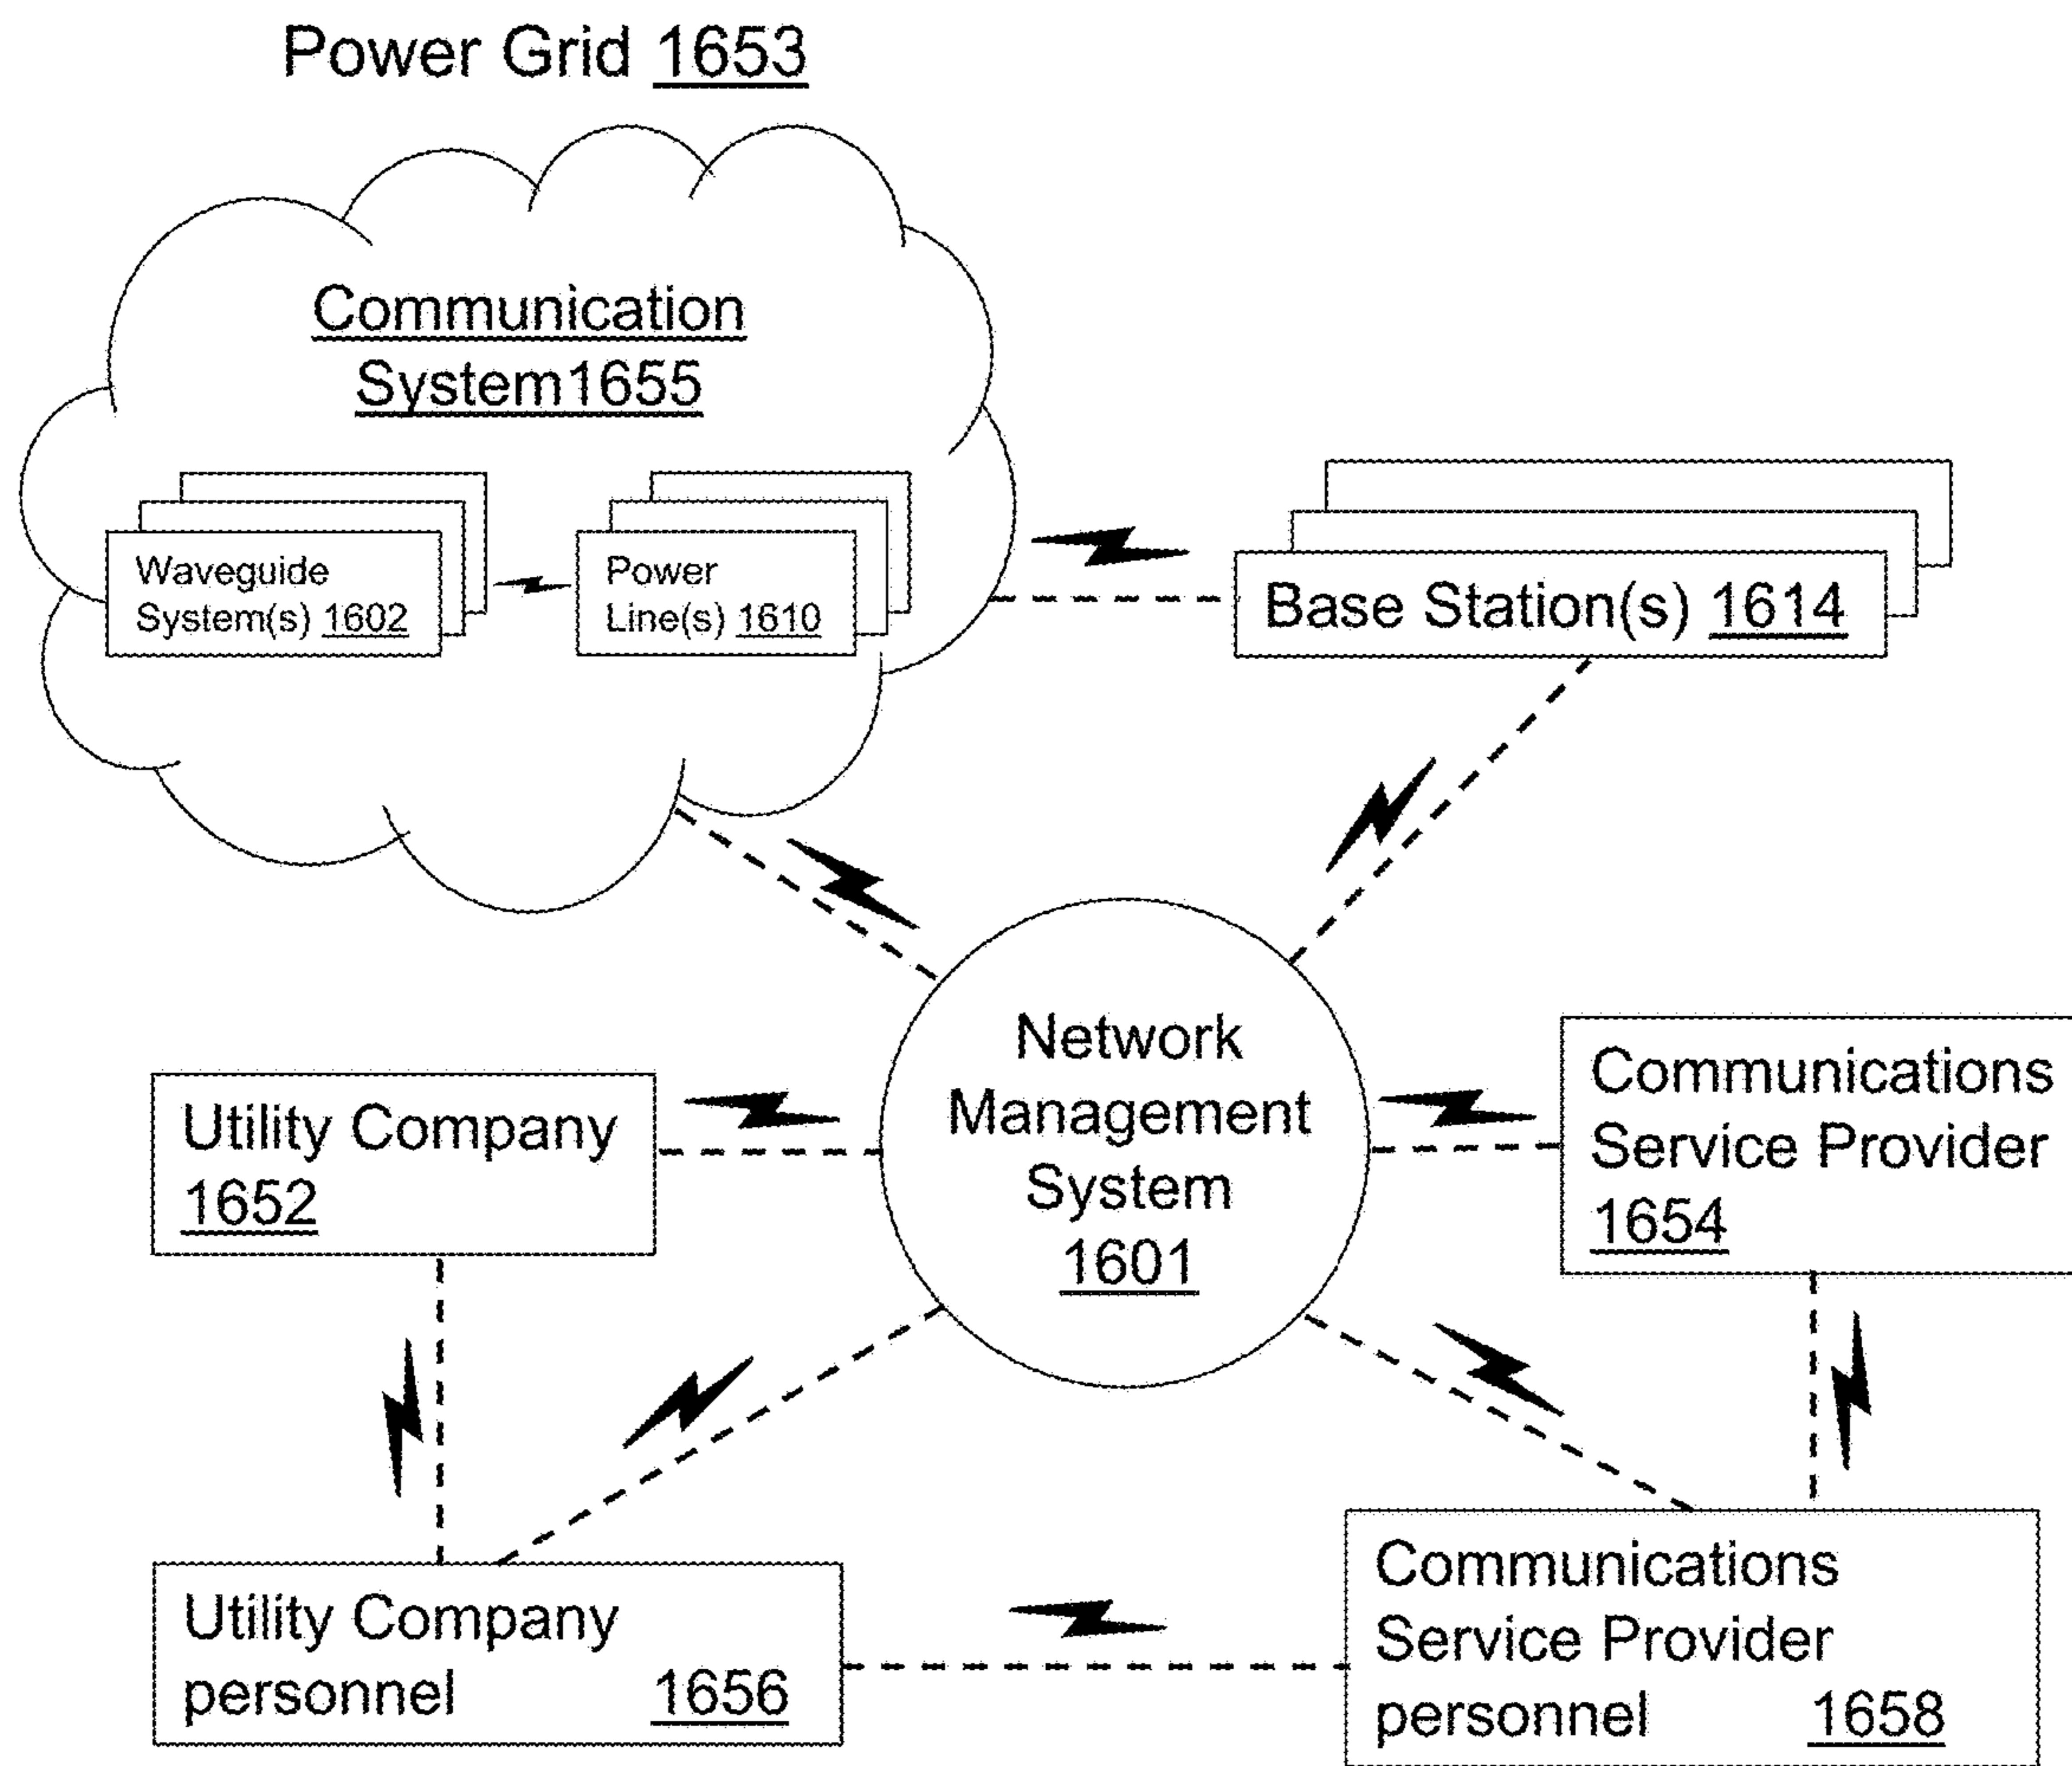 Power Grid 1653
Communication
System1655
Waveguide
System(s) 1602
Power
Line(s) 1610
Base Station(s) 1614
Network
Management
System
1601
Utility Company
1652
Communications
Service Provider
1654
Utility Company
personnel 1656
Communications
Service Provider
personnel 1658